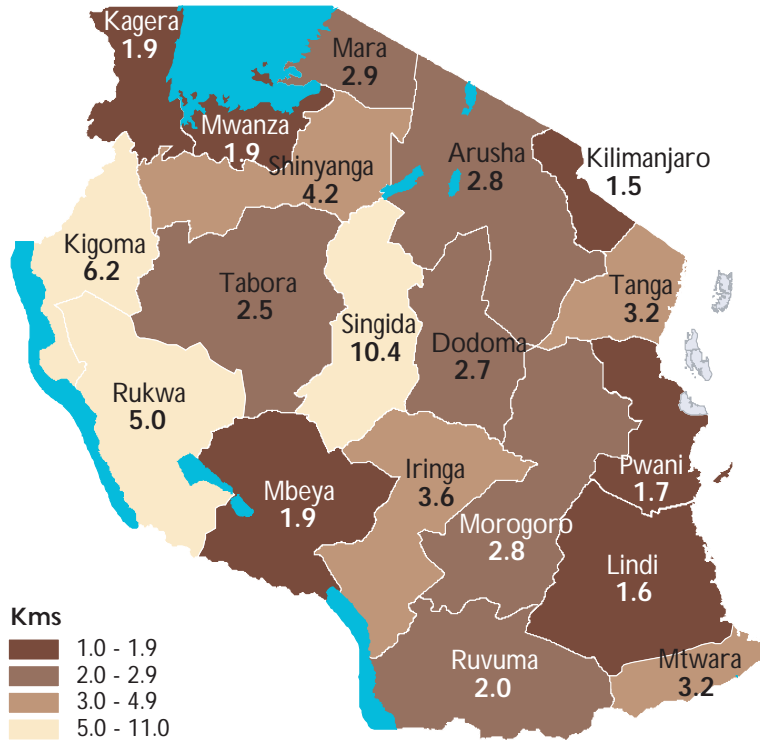 Kagera
1.9
Mara
2.9
Mwanza
1.9
Shinyanga
4.2
Arusha
2.8
Kilimanjaro
1.5
Kigoma
6.2
Tabora
2.5
Singida
10.4
Tanga
3.2
Dodoma
2.7
Rukwa
5.0
Mbeya
1.9
Iringa
3.6
Pwani
1.7
Morogoro
2.8
Lindi
1.6
Ruvuma
2.0
Mtwara
3.2
Kms
1.0 - 1.9
2.0 - 2.9
3.0 - 4.9
5.0 - 11.0